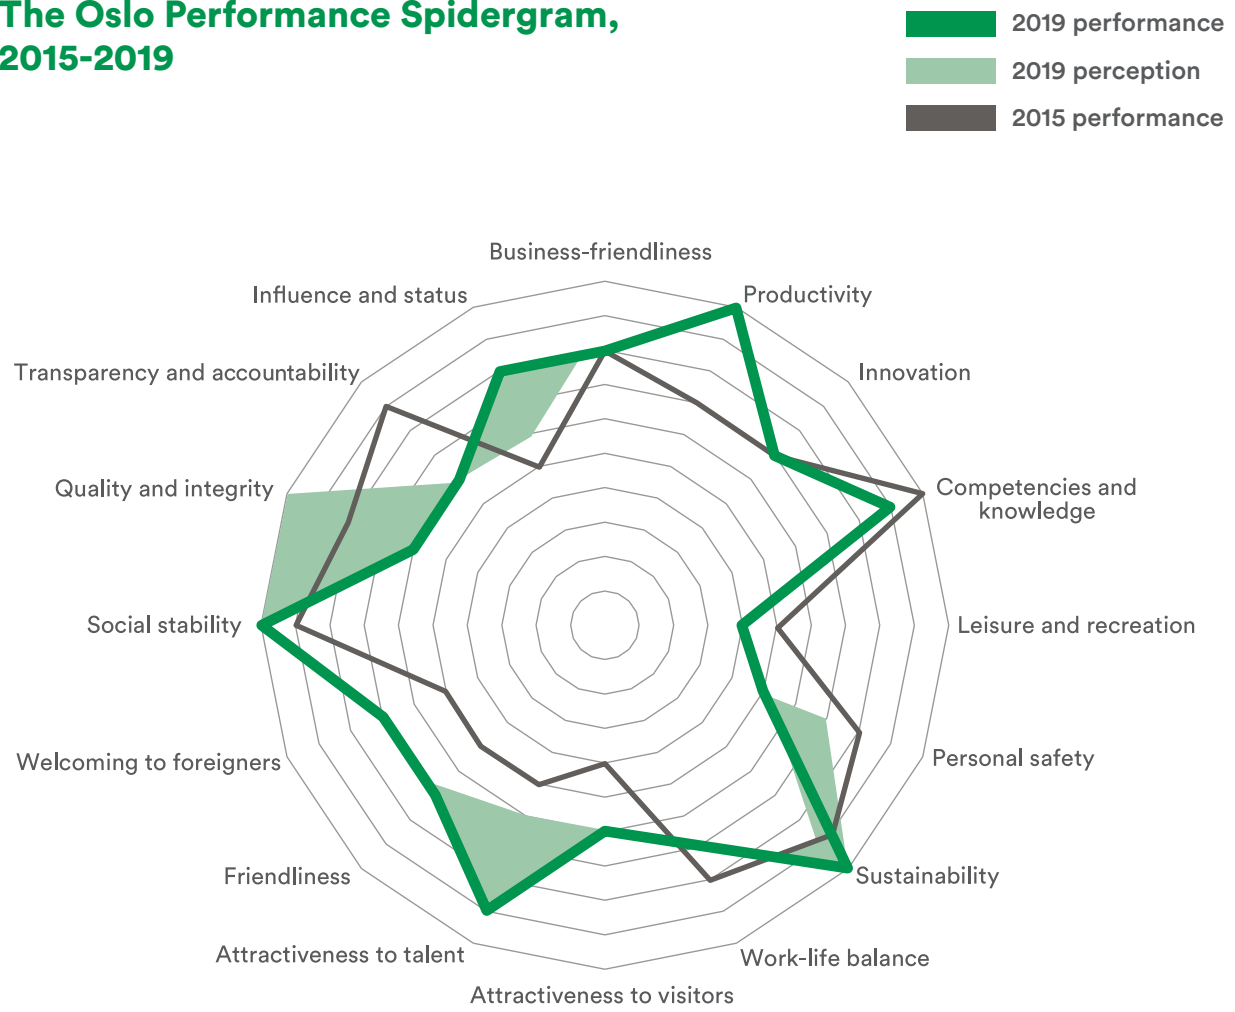 The Oslo Performance Spidergram,
2015-2019
2019 performance
2019 perception
2015 performance
Business-friendliness
Influence and status
Productivity
Transparency and accountability
Innovation
Quality and integrity
Competencies and
knowledge
Social stability
Leisure and recreation
Welcoming to foreigners
Personal safety
Friendliness
Sustainability
Attractiveness to talent
Work-life balance
Attractiveness to visitors